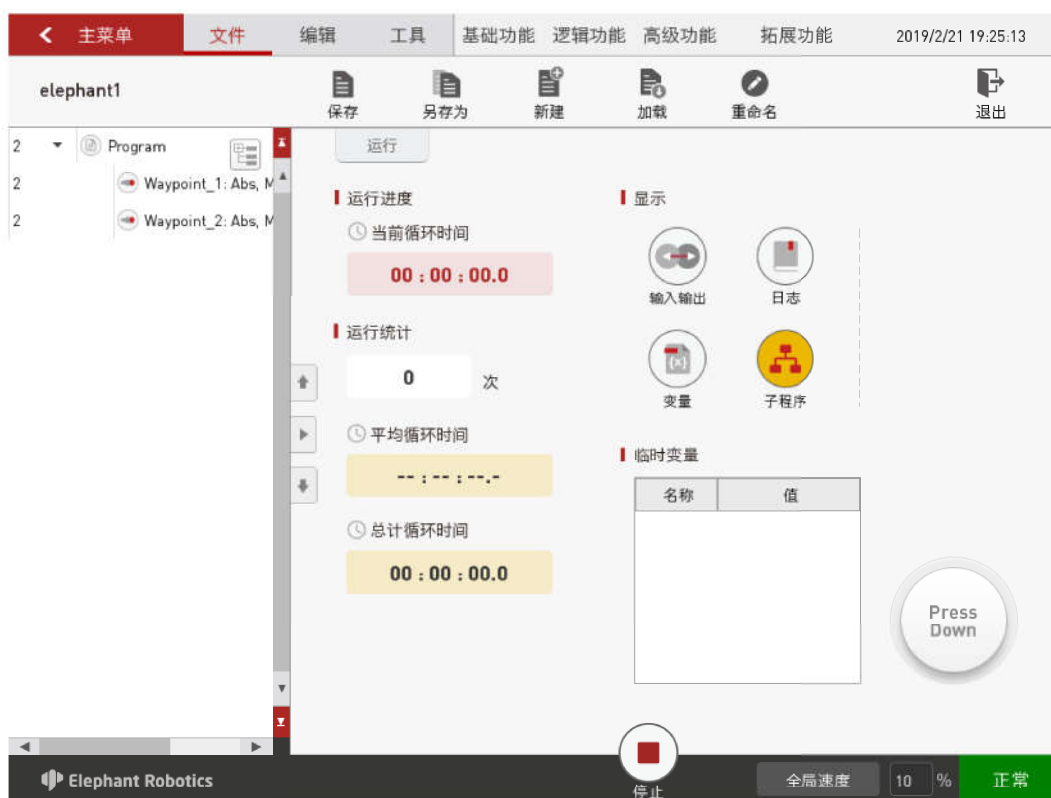 主菜单 文件 编辑 工具 基础功能 逻辑功能 高级功能 拓展功能 2019/2/21 19:25:13
elephant1
保存 另存为 新建 加载 重命名 退出
2 Program
2 Waypoint_1: Abs, M
2 Waypoint_2: Abs, M
运行
运行进度
当前循环时间
00 : 00 : 00.0
运行统计
0 次
平均循环时间
-- : -- : --.-
总计循环时间
00 : 00 : 00.0
显示
输入输出 日志
变量 子程序
临时变量
名称 值
Press
Down
Elephant Robotics
停止
全局速度 10 % 正常